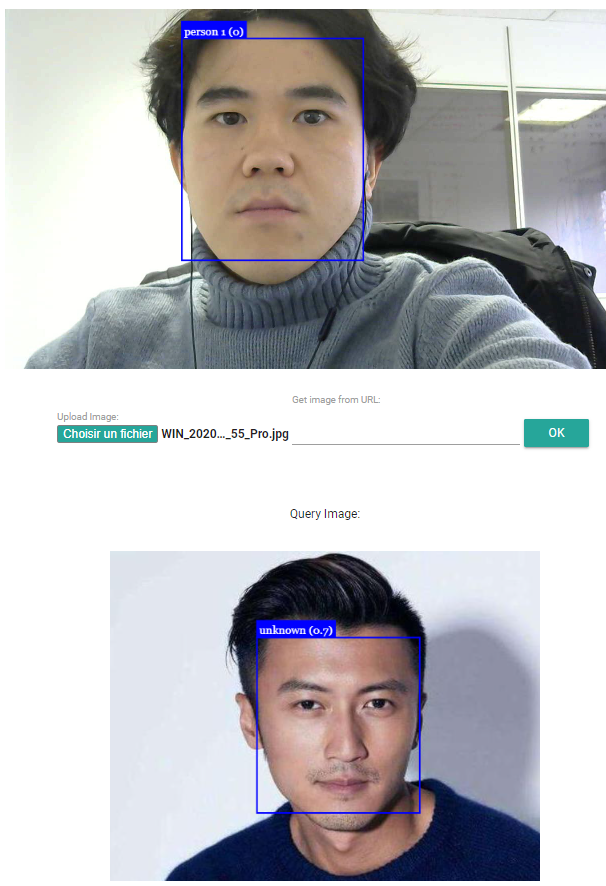 person 1 (0)
Get image from URL:
Upload Image:
Choisir un fichier WIN_2020..._55_Pro.jpg
OK
Query Image:
unknown (0.7)